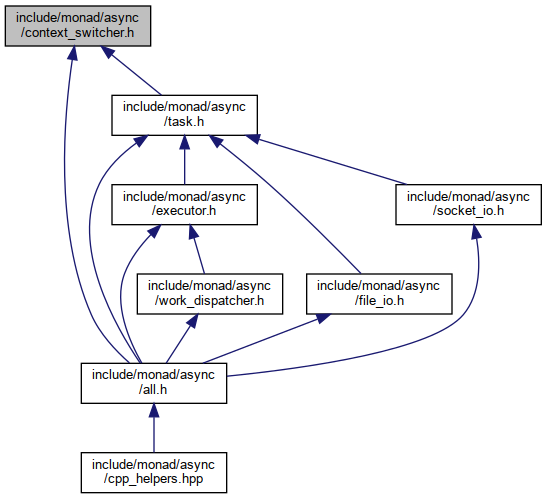 include/monad/async
/context_switcher.h
include/monad/async
/task.h
include/monad/async
/executor.h
include/monad/async
/socket_io.h
include/monad/async
/work_dispatcher.h
include/monad/async
/file_io.h
include/monad/async
/all.h
include/monad/async
/cpp_helpers.hpp